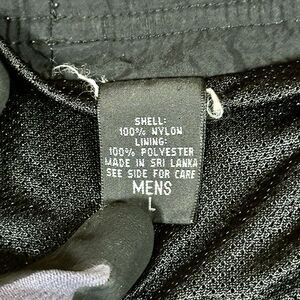 SHELL:
100% NYLON
LINING:
100% POLYESTER
MADE IN SRI LANKA
SEE SIDE FOR CARE
MENS
L